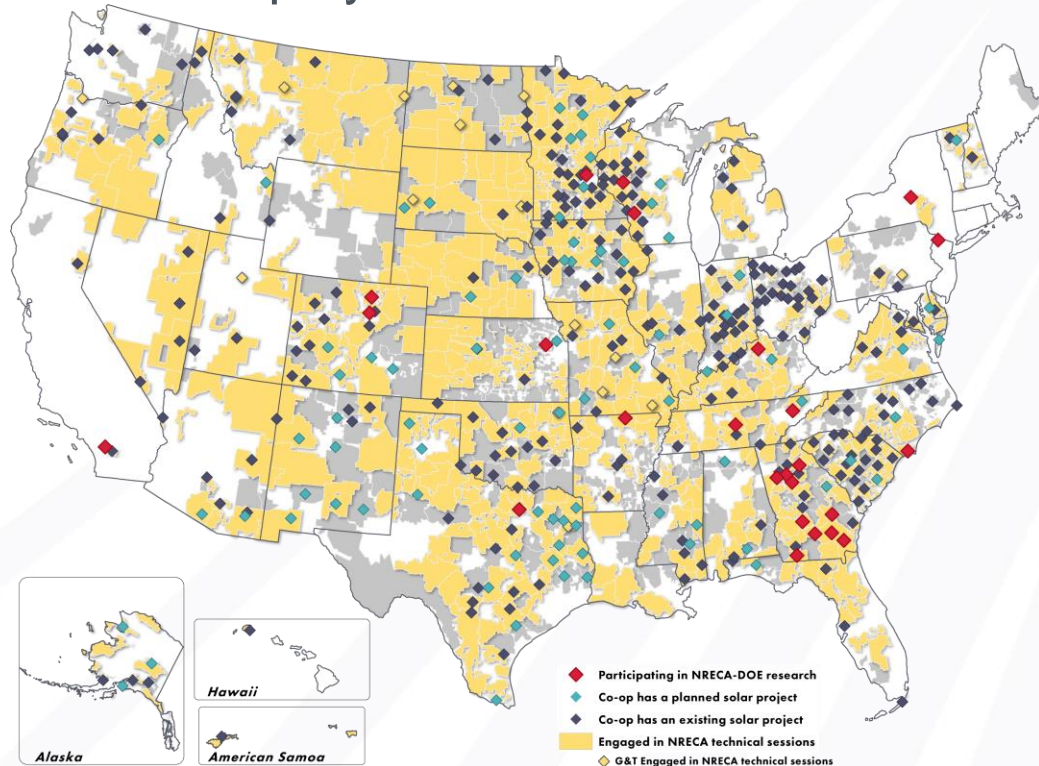 Participating in NRECA-DOE research
Co-op has a planned solar project
Co-op has an existing solar project
Engaged in NRECA technical sessions
G&T Engaged in NRECA technical sessions
Hawaii
Alaska
American Samoa